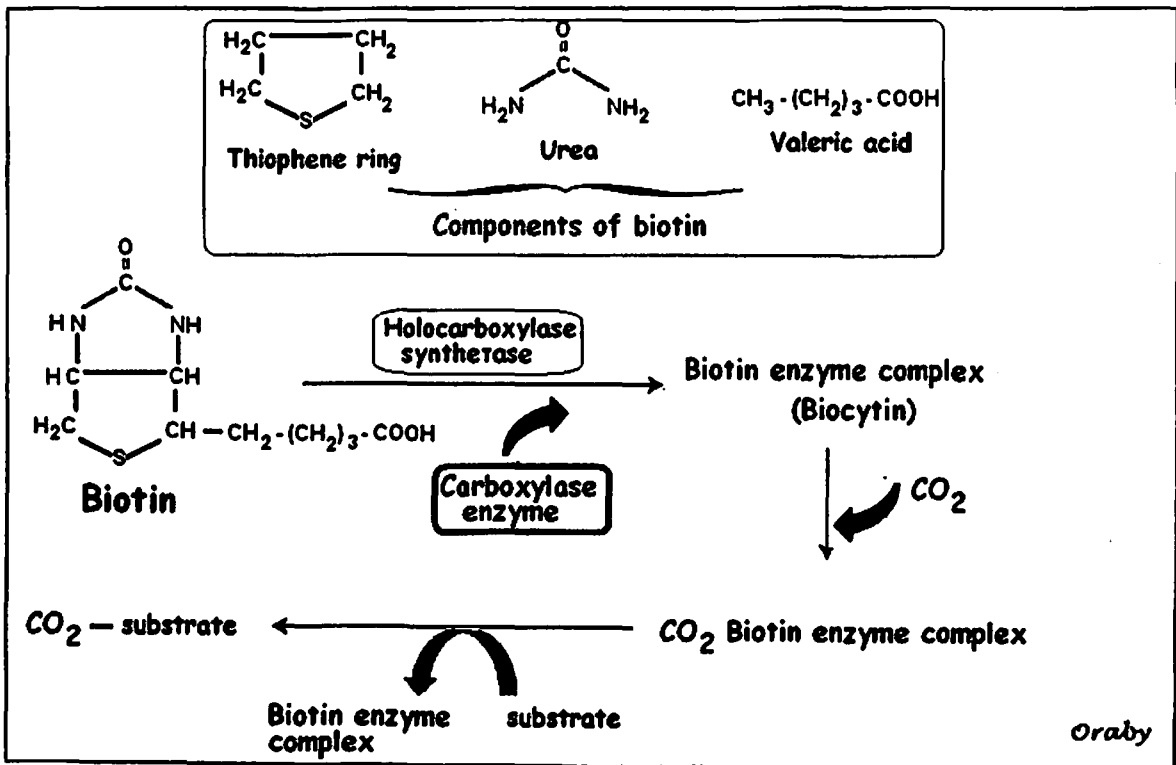 O
H₂C CH₂ C
H₂C CH₂ H₂N NH₂ CH₃-(CH₂)₃-COOH
S
Thiophene ring Urea Valeric acid
Components of biotin
O
C
HN NH
HC CH
H₂C CH-CH₂-(CH₂)₃-COOH
S
Biotin
Holocarboxylase
synthetase
Carboxylase
enzyme
Biotin enzyme complex
(Biocytin)
CO₂
CO₂ — substrate
CO₂ Biotin enzyme complex
Biotin enzyme
complex
substrate
Oraby